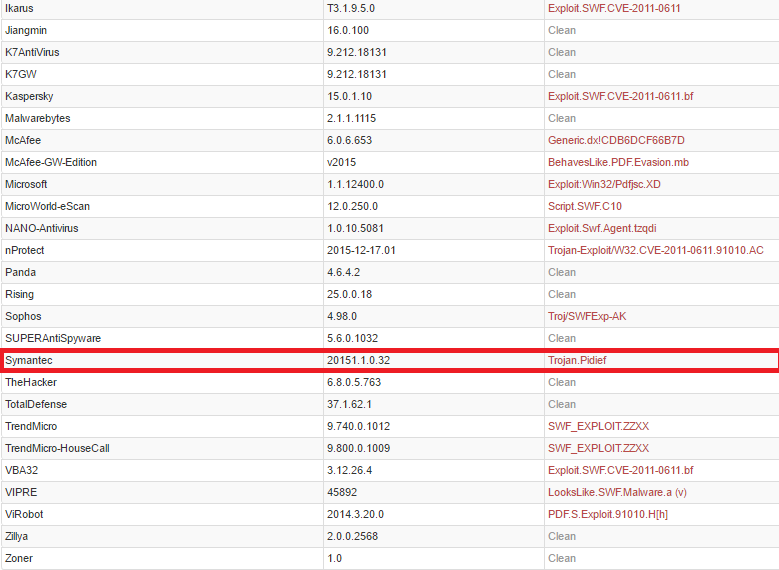 Ikarus T3.1.9.5.0 Exploit.SWF.CVE-2011-0611
Jiangmin 16.0.100 Clean
K7AntiVirus 9.212.18131 Clean
K7GW 9.212.18131 Clean
Kaspersky 15.0.1.10 Exploit.SWF.CVE-2011-0611.bf
Malwarebytes 2.1.1.1115 Clean
McAfee 6.0.6.653 Generic.dx!CDB6DCF66B7D
McAfee-GW-Edition v2015 BehavesLike.PDF.Evasion.mb
Microsoft 1.1.12400.0 Exploit:Win32/Pdfjsc.XD
MicroWorld-eScan 12.0.250.0 Script.SWF.C10
NANO-Antivirus 1.0.10.5081 Exploit.Swf.Agent.tzqdi
nProtect 2015-12-17.01 Trojan-Exploit/W32.CVE-2011-0611.91010.AC
Panda 4.6.4.2 Clean
Rising 25.0.0.18 Clean
Sophos 4.98.0 Troj/SWFExp-AK
SUPERAntiSpyware 5.6.0.1032 Clean
Symantec 20151.1.0.32 Trojan.Pidief
TheHacker 6.8.0.5.763 Clean
TotalDefense 37.1.62.1 Clean
TrendMicro 9.740.0.1012 SWF_EXPLOIT.ZZXX
TrendMicro-HouseCall 9.800.0.1009 SWF_EXPLOIT.ZZXX
VBA32 3.12.26.4 Exploit.SWF.CVE-2011-0611.bf
VIPRE 45892 LooksLike.SWF.Malware.a (v)
ViRobot 2014.3.20.0 PDF.S.Exploit.91010.H[h]
Zillya 2.0.0.2568 Clean
Zoner 1.0 Clean